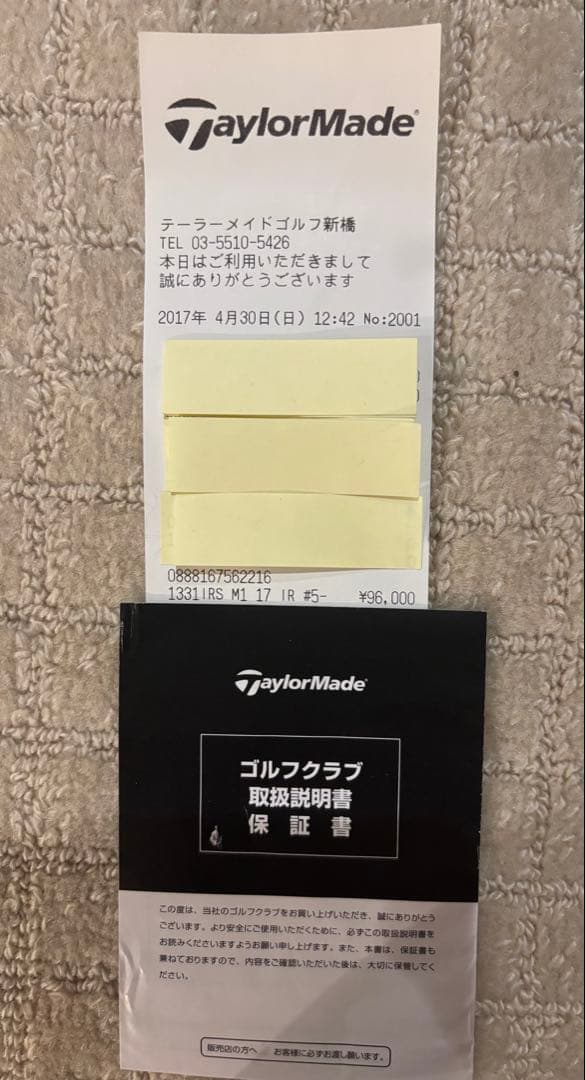 TaylorMade
テーラーメイドゴルフ新橋
TEL 03-5510-5426
本日はご利用いただきまして
誠にありがとうございます
2017年 4月30日(日) 12:42 No:2001
0888167562216
1331IRS M1 17 IR #5- ¥96,000
TaylorMade
ゴルフクラブ
取扱説明書
保証書
この度は、当社のゴルフクラブをお買い上げいただき、誠にありがとう
ございます。より安全にご使用いただくために、必ずこの取扱説明書を
お読みくださいますようお願い申し上げます。また、本書は、保証書も
兼ねておりますので、内容をご確認いただいた後は、大切に保管してく
ださい。
販売店の方へ お客様に必ずお渡し願います。